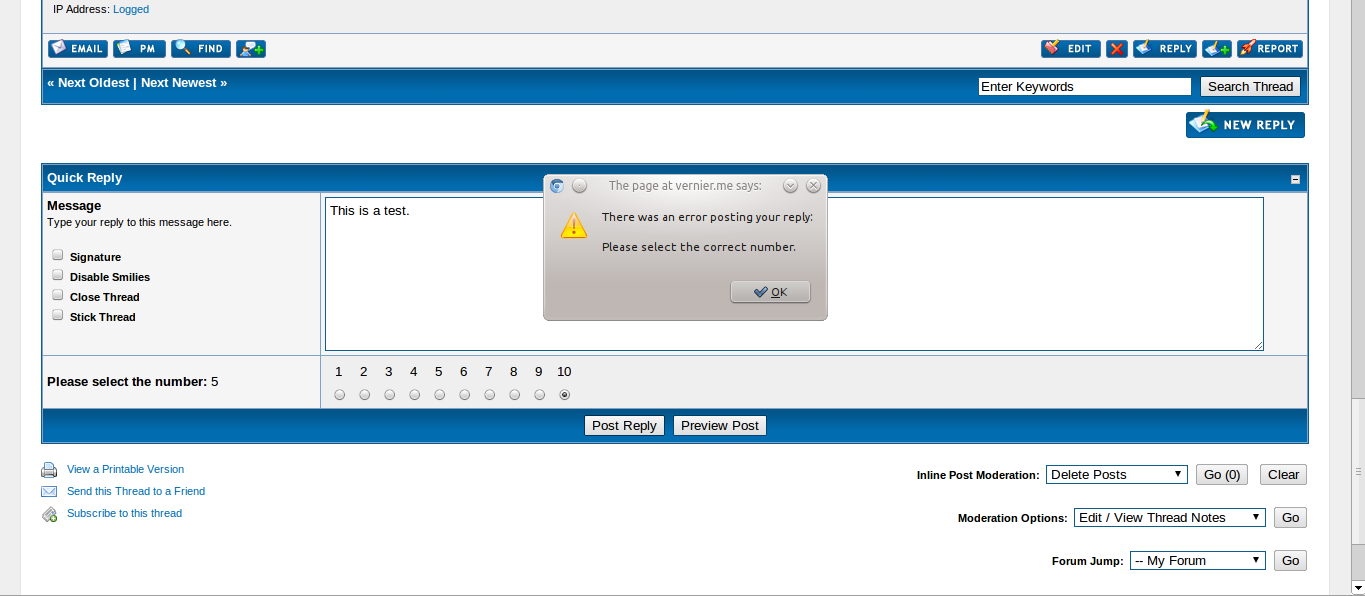 IP Address: Logged
EMAIL PM FIND EDIT REPLY REPORT
« Next Oldest | Next Newest » Enter Keywords Search Thread
NEW REPLY
Quick Reply
Message
Type your reply to this message here.
Signature
Disable Smilies
Close Thread
Stick Thread
This is a test.
The page at vernier.me says:
There was an error posting your reply:
Please select the correct number.
OK
Please select the number: 5
1 2 3 4 5 6 7 8 9 10
Post Reply Preview Post
View a Printable Version
Send this Thread to a Friend
Subscribe to this thread
Inline Post Moderation: Delete Posts Go (0) Clear
Moderation Options: Edit / View Thread Notes Go
Forum Jump: -- My Forum Go